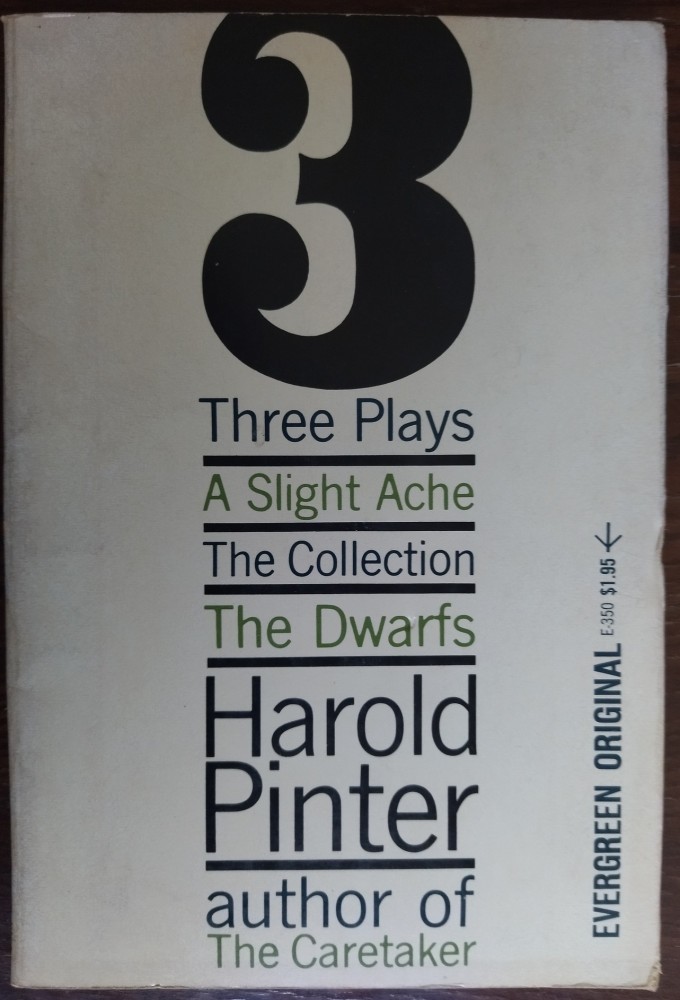 3
Three Plays
A Slight Ache
The Collection
The Dwarfs
Harold
Pinter
author of
The Caretaker
EVERGREEN ORIGINAL E-350 $1.95